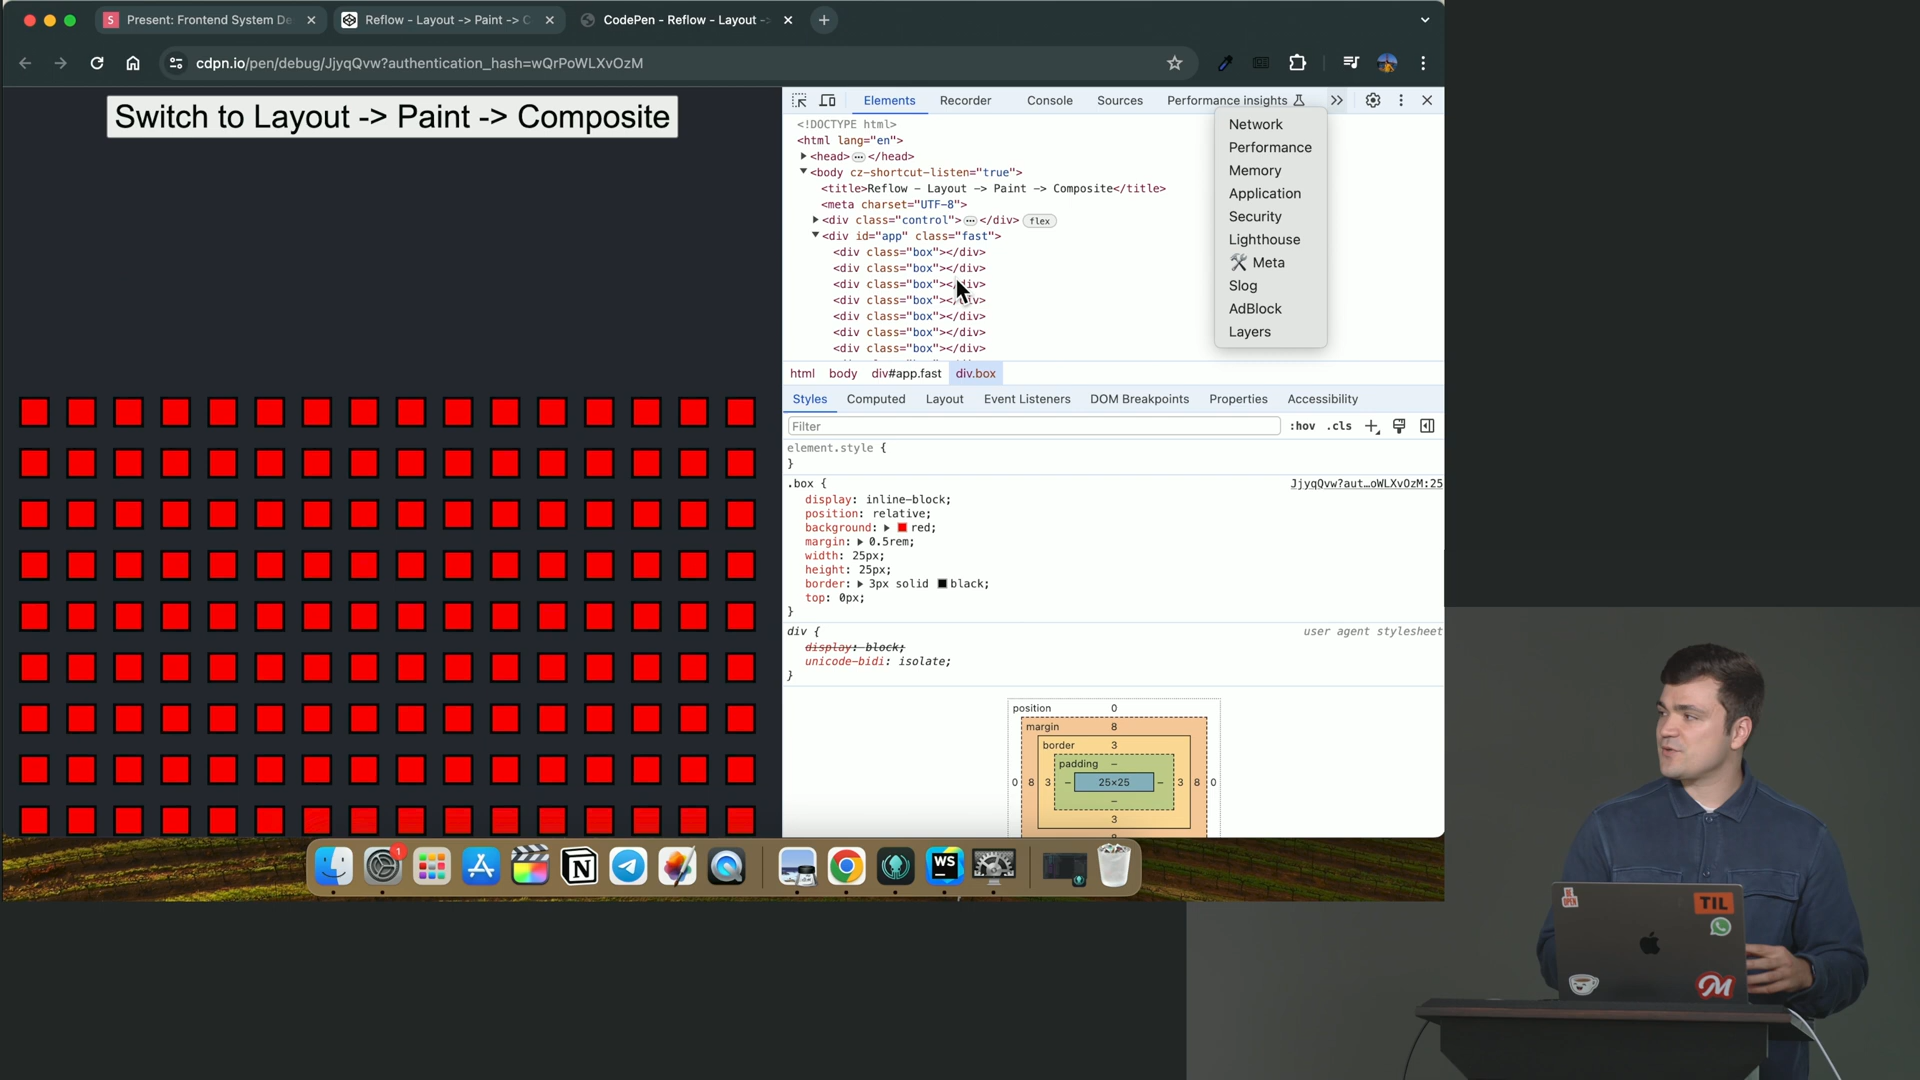 Present: Frontend System De
Reflow - Layout -> Paint -> C
CodePen - Reflow - Layout -
cdpn.io/pen/debug/JjyqQvw?authentication_hash=wQrPoWLXvOzM
Switch to Layout -> Paint -> Composite
Elements Recorder Console Sources Performance insights
Network
Performance
Memory
Application
Security
Lighthouse
Meta
Slog
AdBlock
Layers
<!DOCTYPE html>
<html lang="en">
<head> </head>
<body cz-shortcut-listen="true">
<title>Reflow - Layout -> Paint -> Composite</title>
<meta charset="UTF-8">
<div class="control"> </div> flex
<div id="app" class="fast">
<div class="box"></div>
<div class="box"></div>
<div class="box"></div>
<div class="box"></div>
<div class="box"></div>
<div class="box"></div>
<div class="box"></div>
html body div#app.fast div.box
Styles Computed Layout Event Listeners DOM Breakpoints Properties Accessibility
Filter :hov .cls
element.style {
}
.box { JjyqQvw?aut…oWLXvOzM:25
display: inline-block;
position: relative;
background: red;
margin: 0.5rem;
width: 25px;
height: 25px;
border: 3px solid black;
top: 0px;
}
div { user agent stylesheet
display: block;
unicode-bidi: isolate;
}
position 0
margin 8
border 3
padding –
0 8 3 – 25×25 – 3 8 0
–
3
8
1
WS
TIL